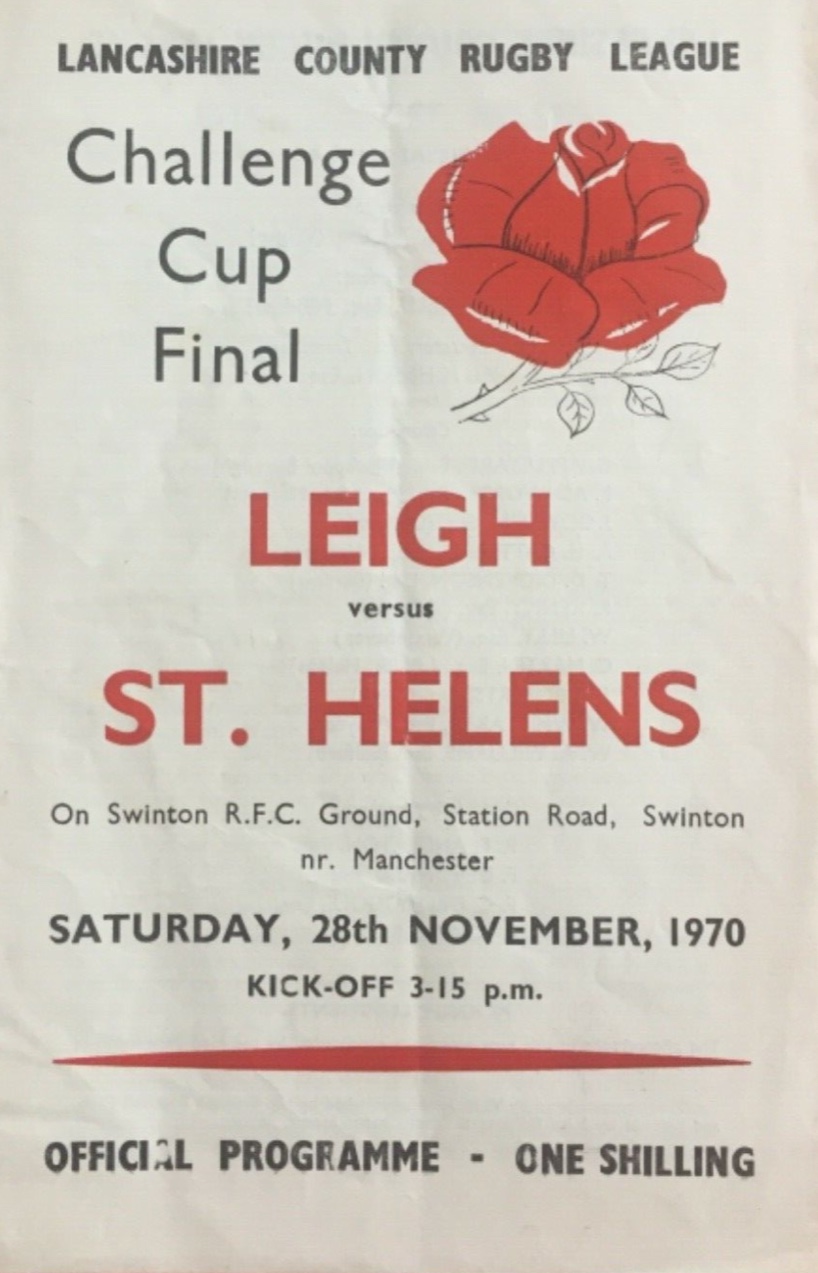 LANCASHIRE COUNTY RUGBY LEAGUE
Challenge
Cup
Final
LEIGH
versus
ST. HELENS
On Swinton R.F.C. Ground, Station Road, Swinton
nr. Manchester
SATURDAY, 28th NOVEMBER, 1970
KICK-OFF 3-15 p.m.
OFFICIAL PROGRAMME - ONE SHILLING